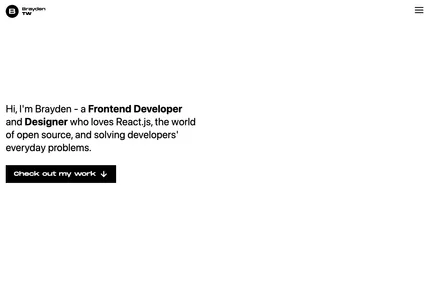 B
Brayden
TW
Hi, I'm Brayden - a Frontend Developer
and Designer who loves React.js, the world
of open source, and solving developers'
everyday problems.
Check out my work ↓